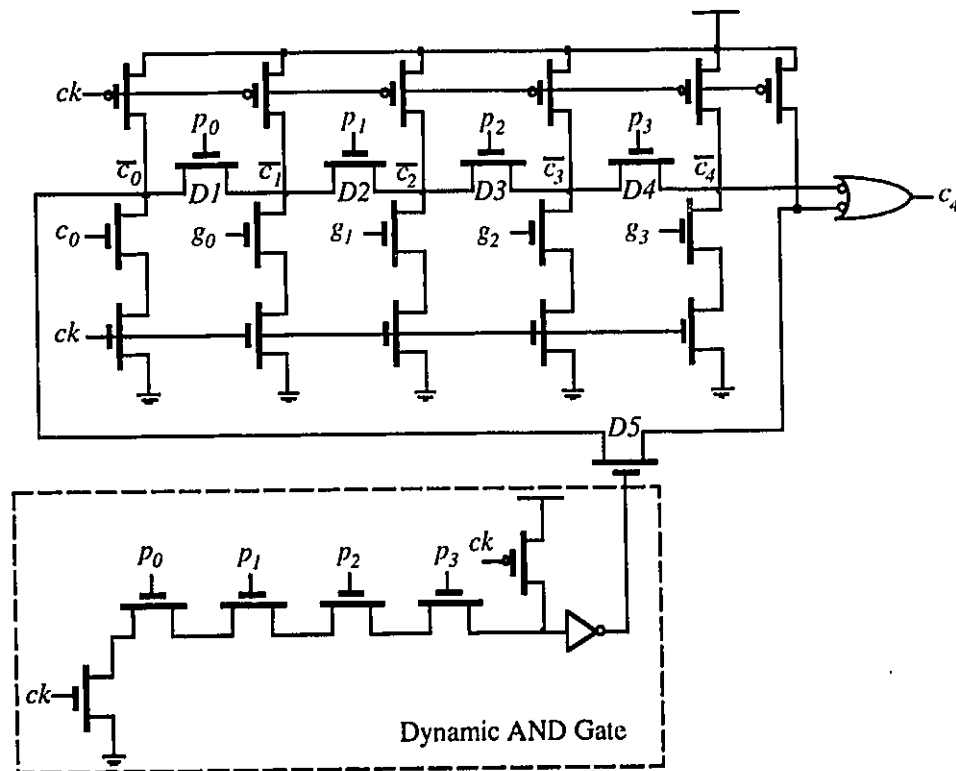 ck
p₀ p₁ p₂ p₃
c̅₀ D1 c̅₁ D2 c̅₂ D3 c̅₃ D4 c̅₄
c₄
c₀ g₀ g₁ g₂ g₃
ck
D5
p₀ p₁ p₂ p₃ ck
ck
Dynamic AND Gate